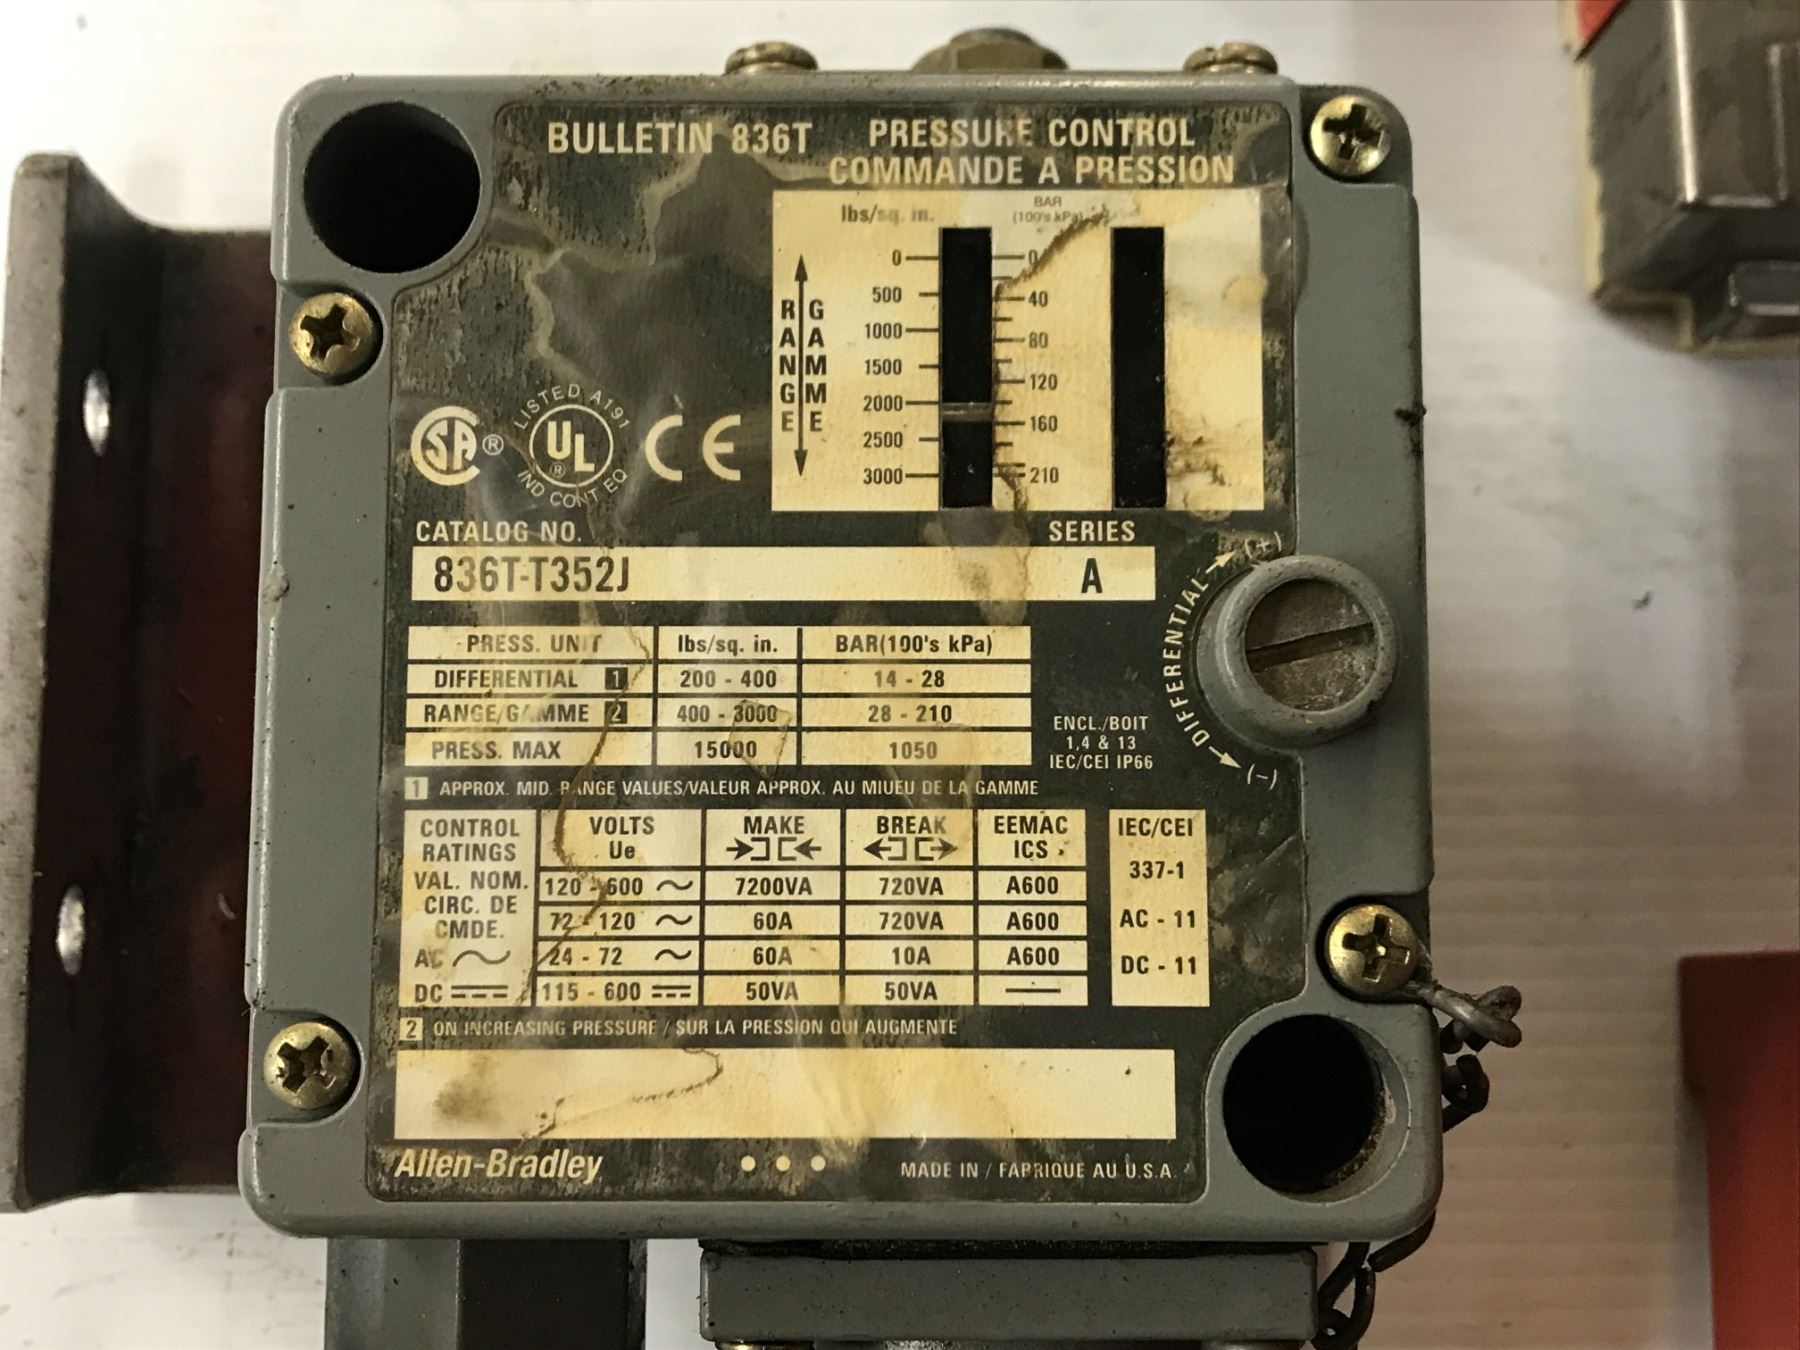 BULLETIN 836T
PRESSURE CONTROL
COMMANDE A PRESSION
lbs/sq. in.
BAR
(100's kPa)
RANGE
GAMME
0
500
1000
1500
2000
2500
3000
0
40
80
120
160
210
SA ®
LISTED A191
UL ®
IND CONT EQ
CE
CATALOG NO.
SERIES
836T-T352J
A
DIFFERENTIAL
(+)
(-)
PRESS. UNIT lbs/sq. in. BAR(100's kPa)
DIFFERENTIAL 1 200 - 400 14 - 28
RANGE/GAMME 2 400 - 3000 28 - 210
PRESS. MAX 15000 1050
ENCL./BOIT
1,4 & 13
IEC/CEI IP66
1 APPROX. MID. RANGE VALUES/VALEUR APPROX. AU MIUEU DE LA GAMME
CONTROL
RATINGS
VAL. NOM.
CIRC. DE
CMDE.
AC
DC
VOLTS
Ue
MAKE
BREAK
EEMAC
ICS
120 - 600 ~ 7200VA 720VA A600
72 - 120 ~ 60A 720VA A600
24 - 72 ~ 60A 10A A600
115 - 600 50VA 50VA —
IEC/CEI
337-1
AC - 11
DC - 11
2 ON INCREASING PRESSURE / SUR LA PRESSION QUI AUGMENTE
Allen-Bradley
MADE IN / FABRIQUE AU U.S.A.